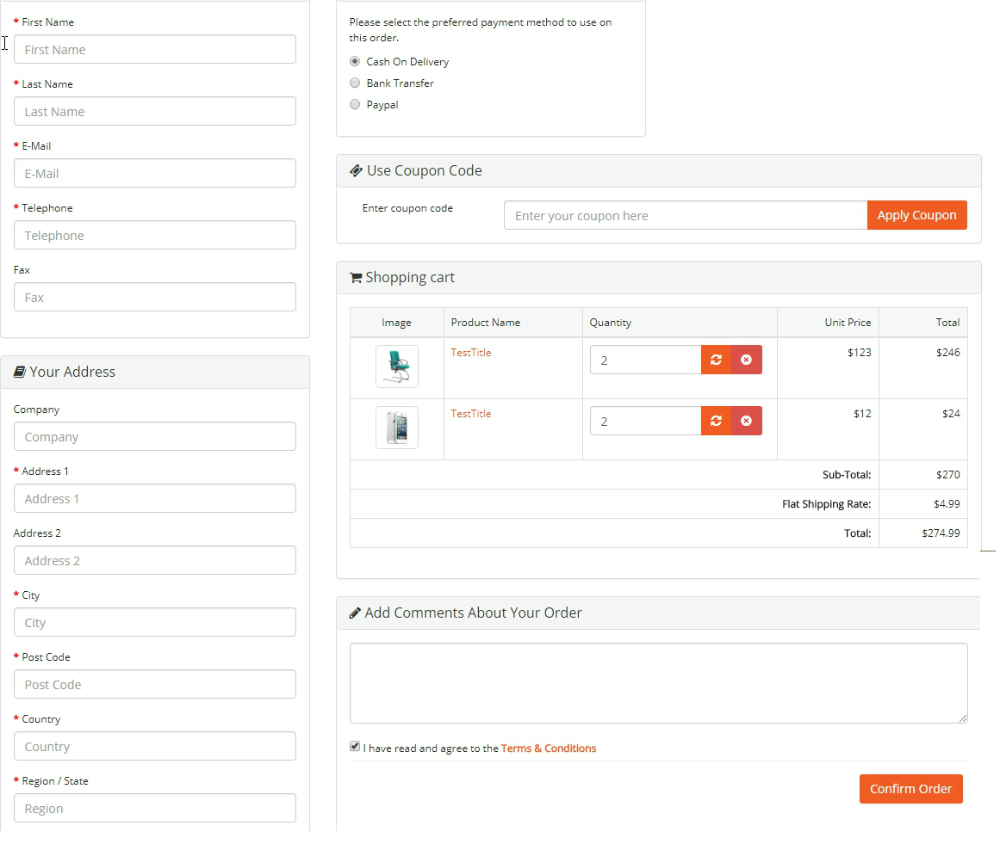 * First Name
First Name
* Last Name
Last Name
* E-Mail
E-Mail
* Telephone
Telephone
Fax
Fax
Your Address
Company
Company
* Address 1
Address 1
Address 2
Address 2
* City
City
* Post Code
Post Code
* Country
Country
* Region / State
Region
Please select the preferred payment method to use on
this order.
Cash On Delivery
Bank Transfer
Paypal
Use Coupon Code
Enter coupon code
Enter your coupon here
Apply Coupon
Shopping cart
Image Product Name Quantity Unit Price Total
TestTitle 2 $123 $246
TestTitle 2 $12 $24
Sub-Total: $270
Flat Shipping Rate: $4.99
Total: $274.99
Add Comments About Your Order
I have read and agree to the Terms & Conditions
Confirm Order